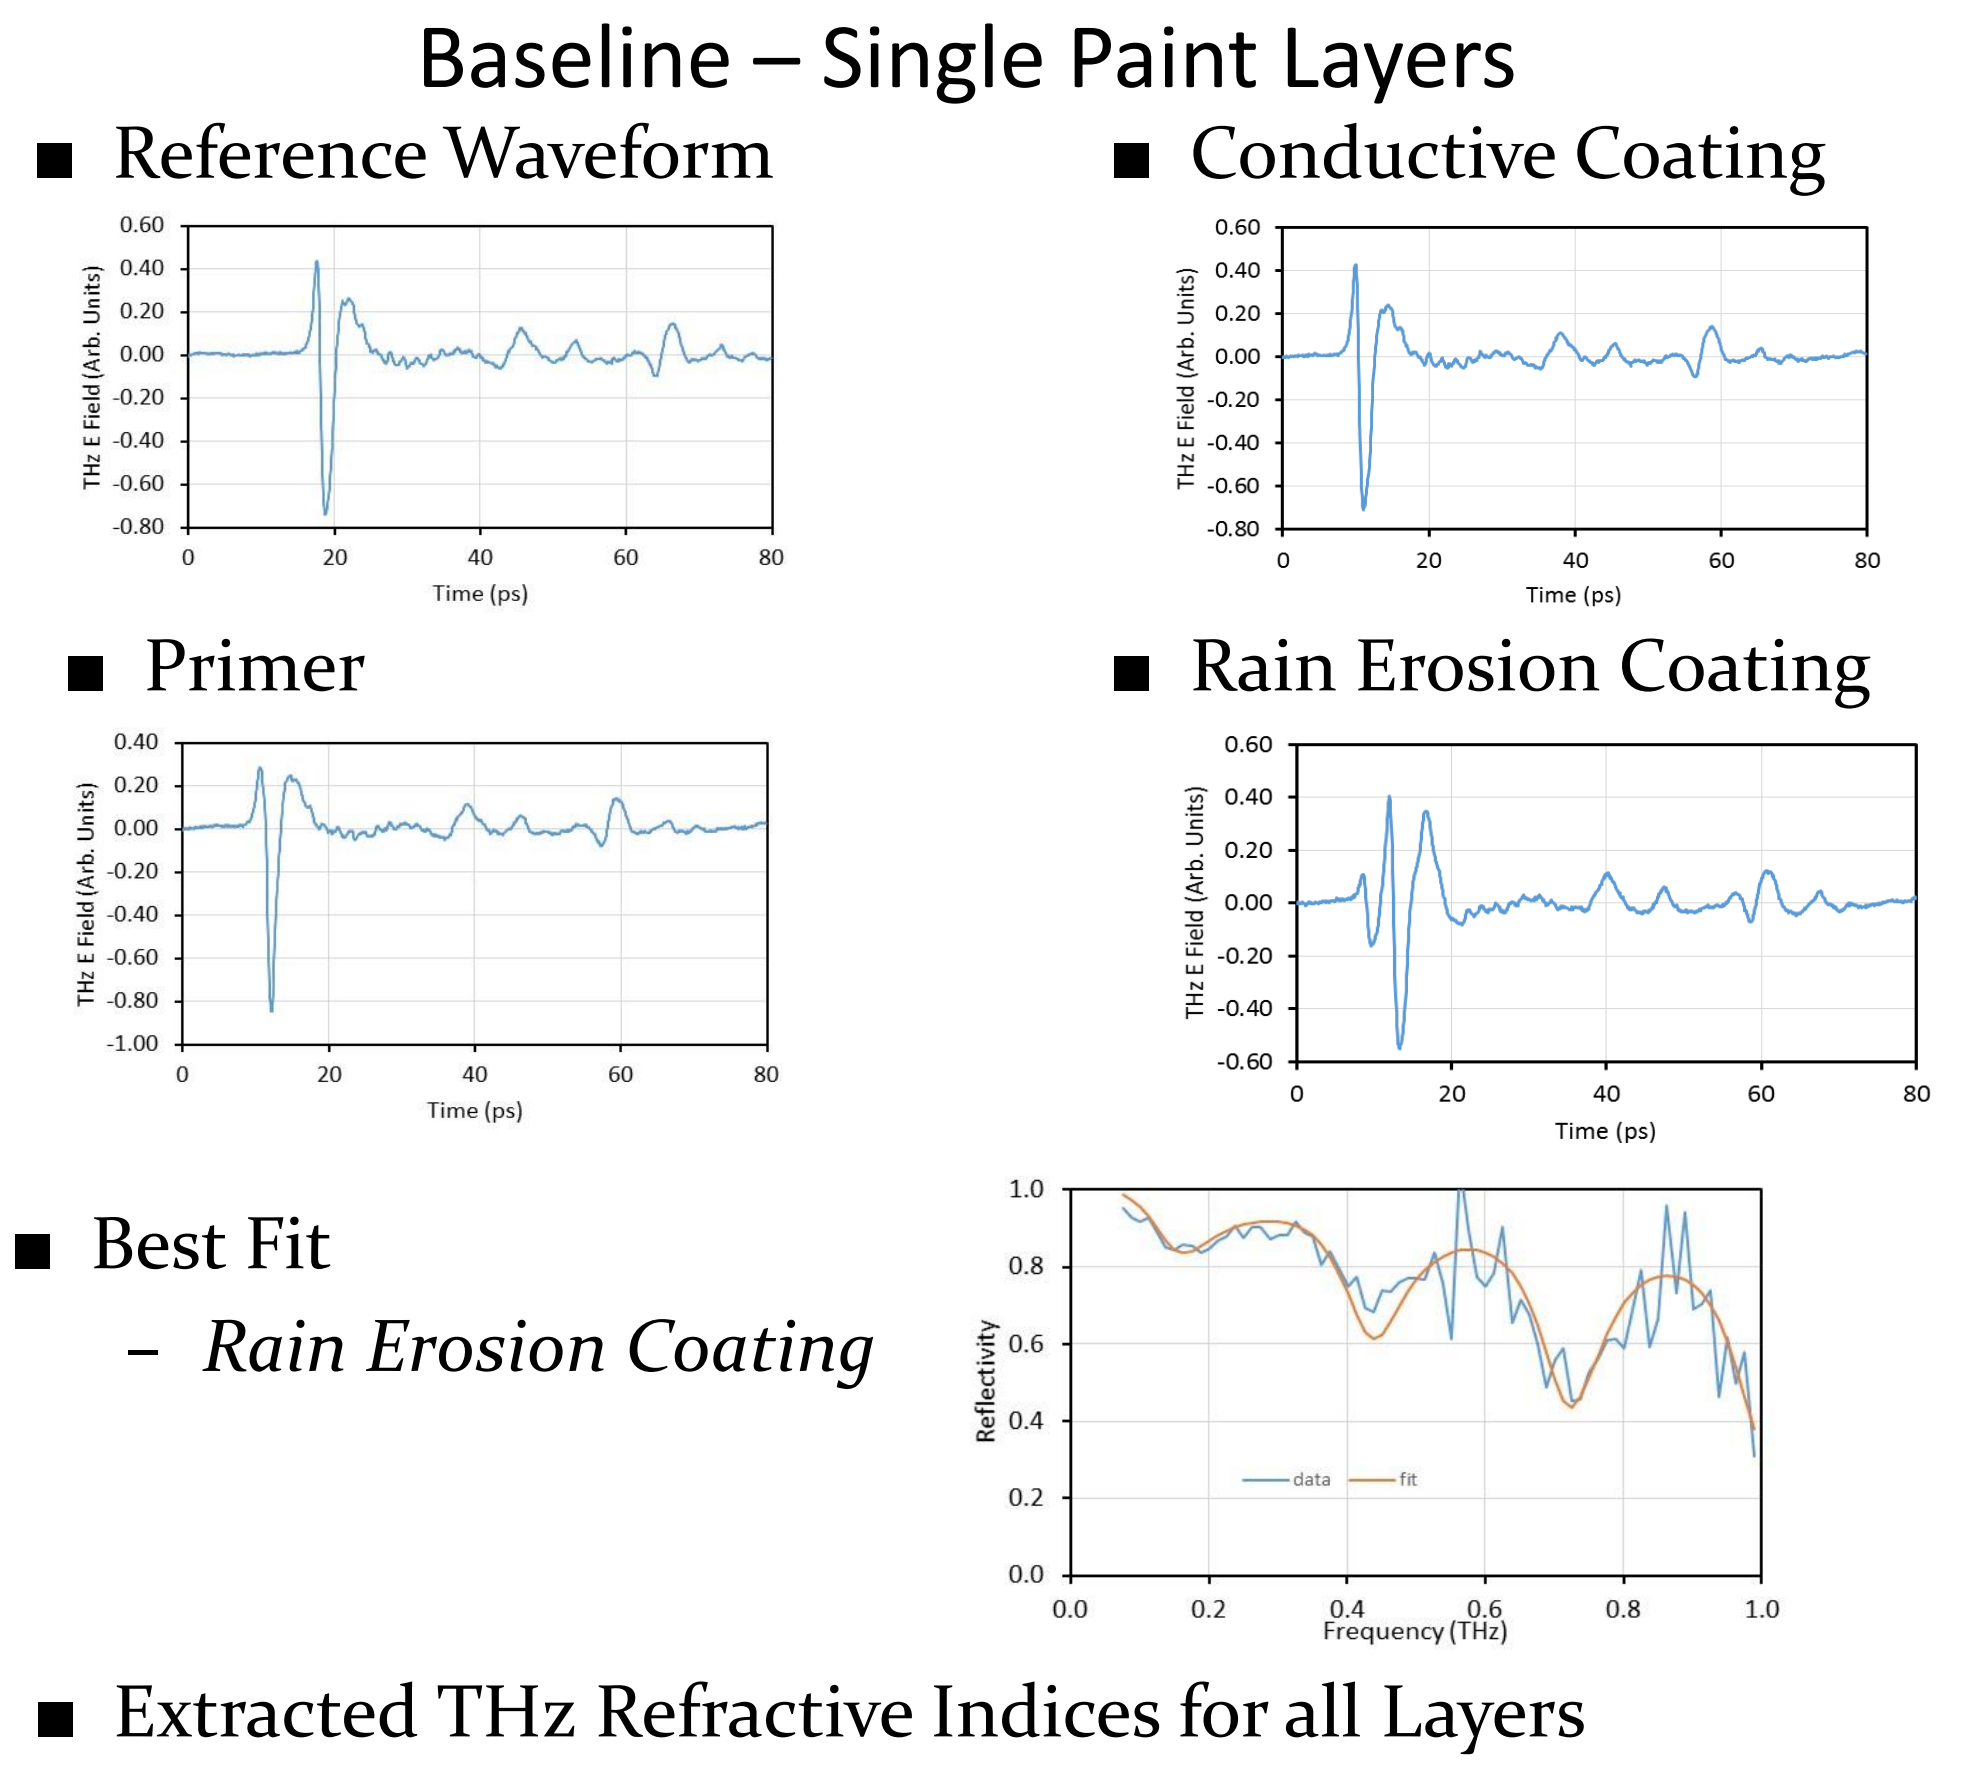 Baseline – Single Paint Layers
■ Reference Waveform
0.60
0.40
0.20
0.00
-0.20
-0.40
-0.60
-0.80
THz E Field (Arb. Units)
0 20 40 60 80
Time (ps)
■ Conductive Coating
0.60
0.40
0.20
0.00
-0.20
-0.40
-0.60
-0.80
THz E Field (Arb. Units)
0 20 40 60 80
Time (ps)
■ Primer
0.40
0.20
0.00
-0.20
-0.40
-0.60
-0.80
-1.00
THz E Field (Arb. Units)
0 20 40 60 80
Time (ps)
■ Rain Erosion Coating
0.60
0.40
0.20
0.00
-0.20
-0.40
-0.60
THz E Field (Arb. Units)
0 20 40 60 80
Time (ps)
■ Best Fit
– Rain Erosion Coating
1.0
0.8
0.6
0.4
0.2
0.0
Reflectivity
data fit
0.0 0.2 0.4 0.6 0.8 1.0
Frequency (THz)
■ Extracted THz Refractive Indices for all Layers